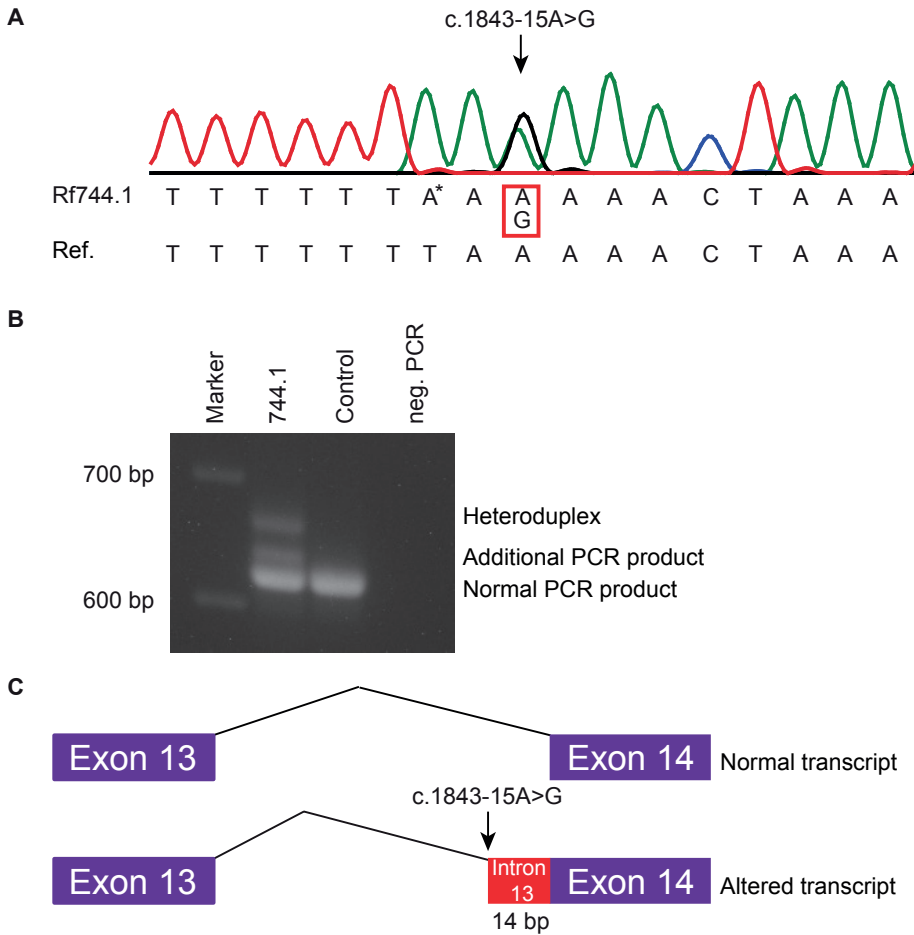 A
c.1843-15A>G
Rf744.1 T T T T T T A* A A A A A C T A A A
G
Ref. T T T T T T T A A A A A C T A A A
B
Marker 744.1 Control neg. PCR
700 bp
Heteroduplex
Additional PCR product
Normal PCR product
600 bp
C
Exon 13 Exon 14 Normal transcript
c.1843-15A>G
Exon 13 Intron 13 Exon 14 Altered transcript
14 bp